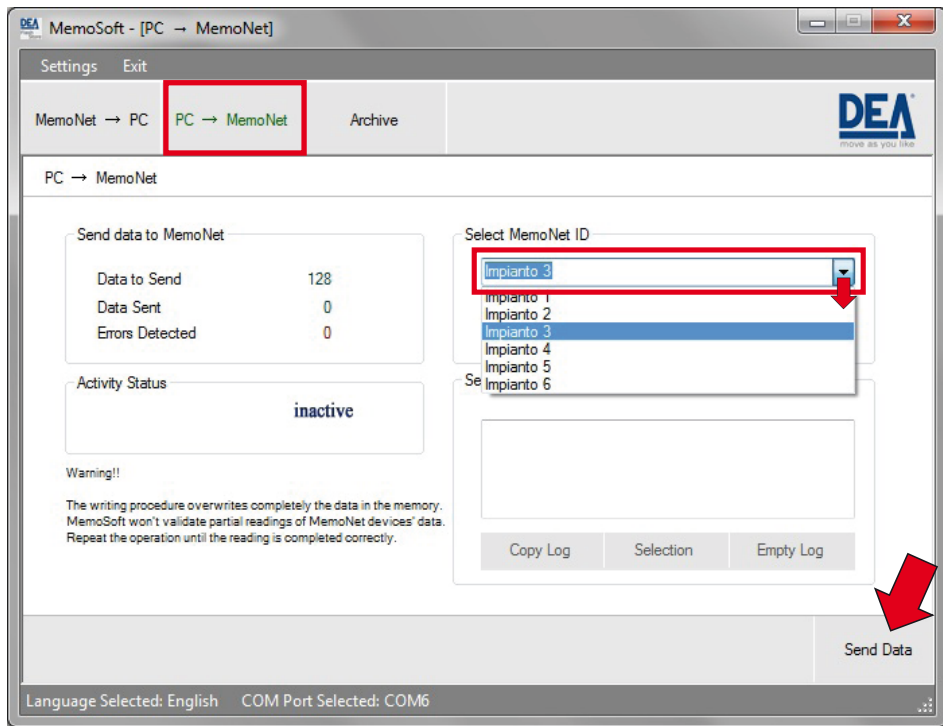 MemoSoft - [PC → MemoNet]
Settings Exit
MemoNet → PC PC → MemoNet Archive
DEA
move as you like
PC → MemoNet
Send data to MemoNet
Data to Send 128
Data Sent 0
Errors Detected 0
Select MemoNet ID
Impianto 3
Impianto 1
Impianto 2
Impianto 3
Impianto 4
Impianto 5
Impianto 6
Activity Status
inactive
Se
Warning!!
The writing procedure overwrites completely the data in the memory.
MemoSoft won't validate partial readings of MemoNet devices' data.
Repeat the operation until the reading is completed correctly.
Copy Log Selection Empty Log
Send Data
Language Selected: English COM Port Selected: COM6